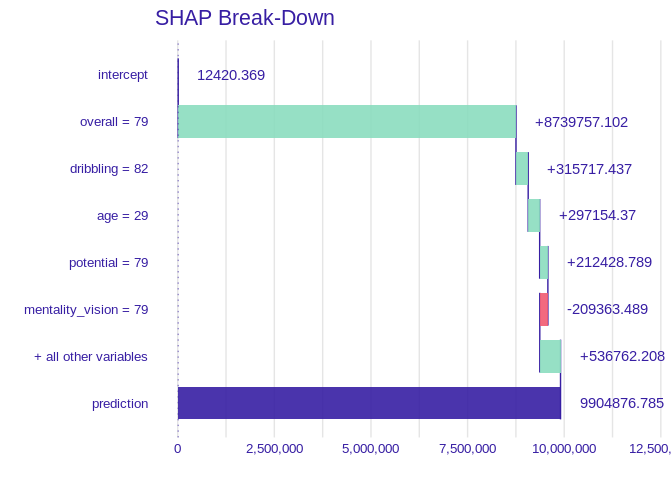 SHAP Break-Down
intercept
12420.369
overall = 79
+8739757.102
dribbling = 82
+315717.437
age = 29
+297154.37
potential = 79
+212428.789
mentality_vision = 79
-209363.489
+ all other variables
+536762.208
prediction
9904876.785
0 2,500,000 5,000,000 7,500,000 10,000,000 12,500,